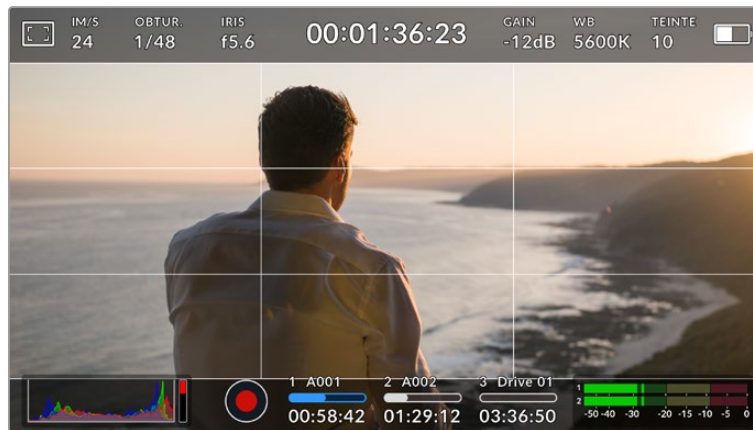 IM/S OBTUR. IRIS 00:01:36:23 GAIN WB TEINTE
24 1/48 f5.6 -12dB 5600K 10
1 A001 2 A002 3 Drive 01
00:58:42 01:29:12 03:36:50
1
2
-50 -40 -30 -20 -15 -10 -5 0